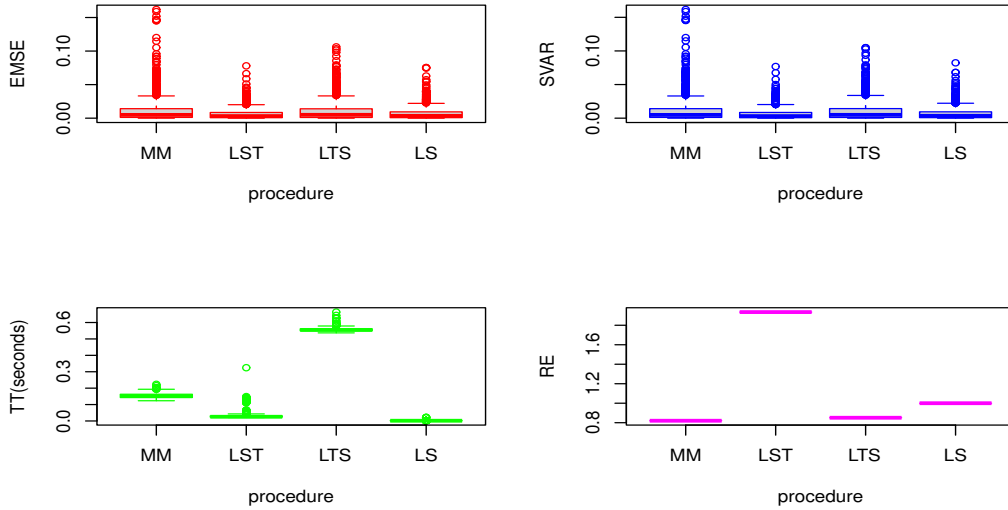 EMSE
0.00
0.10
MM LST LTS LS
procedure
SVAR
0.00
0.10
MM LST LTS LS
procedure
TT(seconds)
0.0
0.3
0.6
MM LST LTS LS
procedure
RE
0.8
1.2
1.6
MM LST LTS LS
procedure